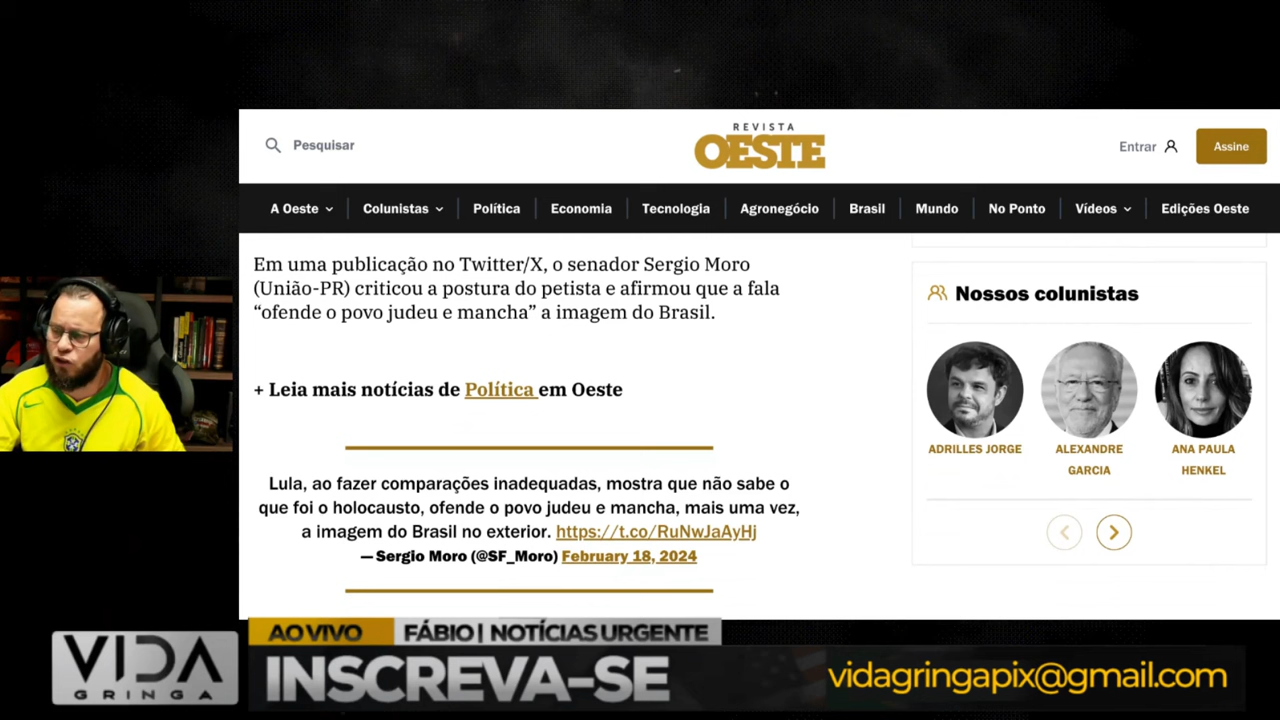 REVISTA
OESTE
Pesquisar
Entrar
Assine
A Oeste
Colunistas
Política
Economia
Tecnologia
Agronegócio
Brasil
Mundo
No Ponto
Vídeos
Edições Oeste
Em uma publicação no Twitter/X, o senador Sergio Moro
(União-PR) criticou a postura do petista e afirmou que a fala
“ofende o povo judeu e mancha” a imagem do Brasil.
+ Leia mais notícias de Política em Oeste
Lula, ao fazer comparações inadequadas, mostra que não sabe o
que foi o holocausto, ofende o povo judeu e mancha, mais uma vez,
a imagem do Brasil no exterior. https://t.co/RuNwJaAyHj
— Sergio Moro (@SF_Moro) February 18, 2024
Nossos colunistas
ADRILLES JORGE
ALEXANDRE
GARCIA
ANA PAULA
HENKEL
VIDA
GRINGA
AO VIVO
FÁBIO | NOTÍCIAS URGENTE
INSCREVA-SE
vidagringapix@gmail.com